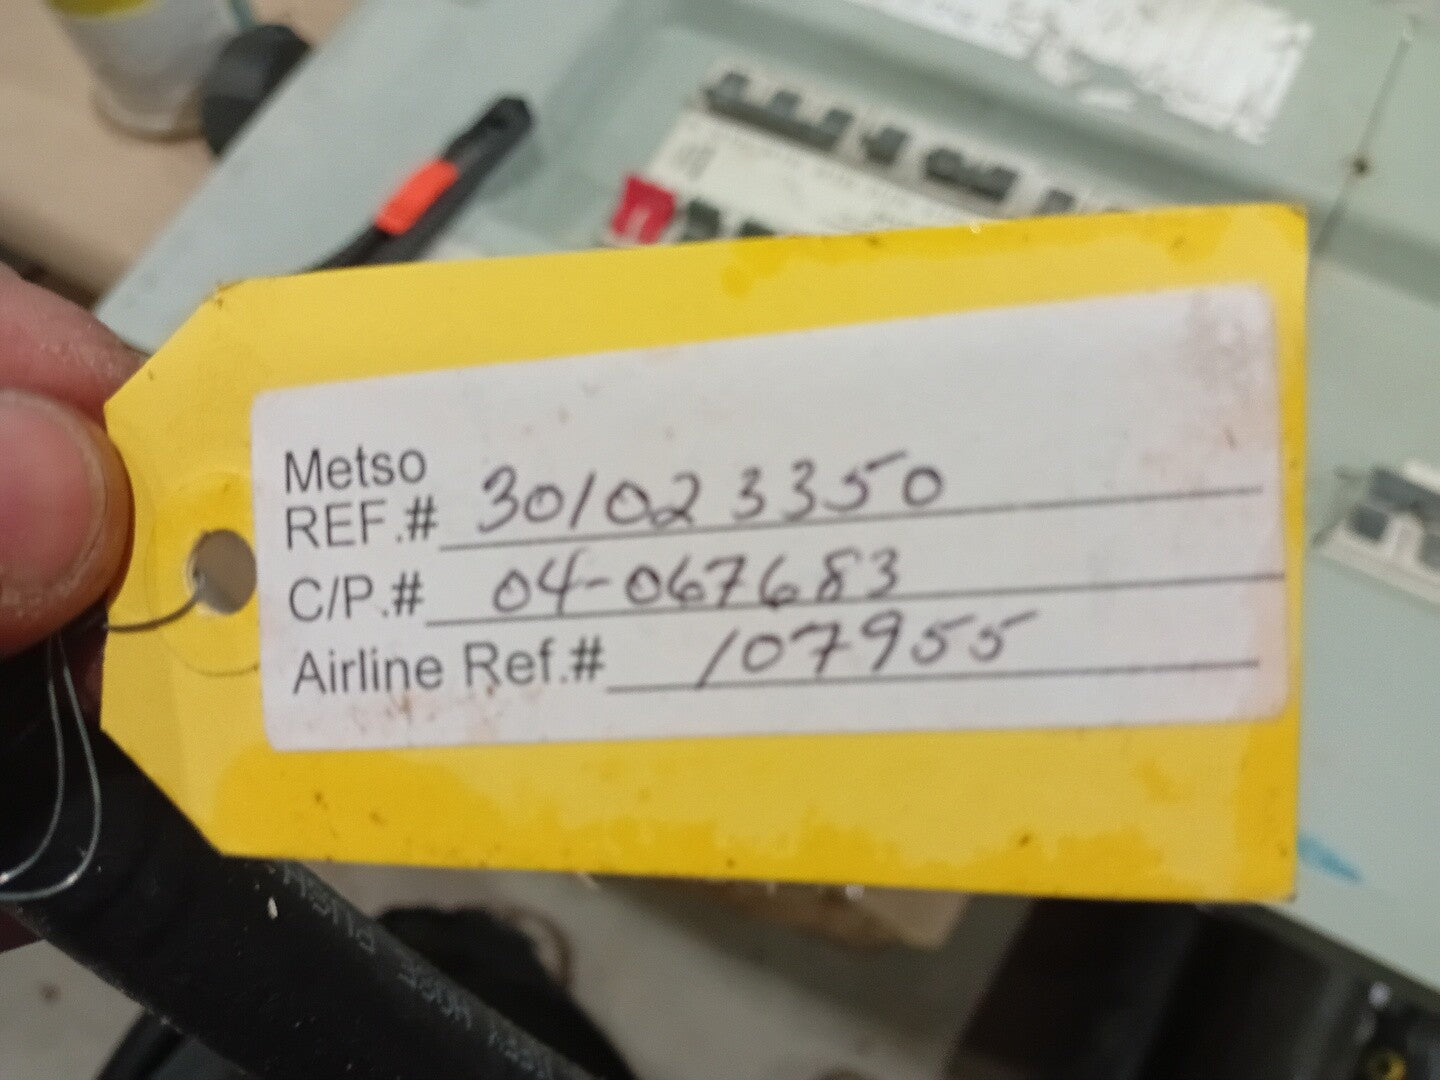 Metso
REF.# 301023350
C/P.# 04-067683
Airline Ref.# 107955